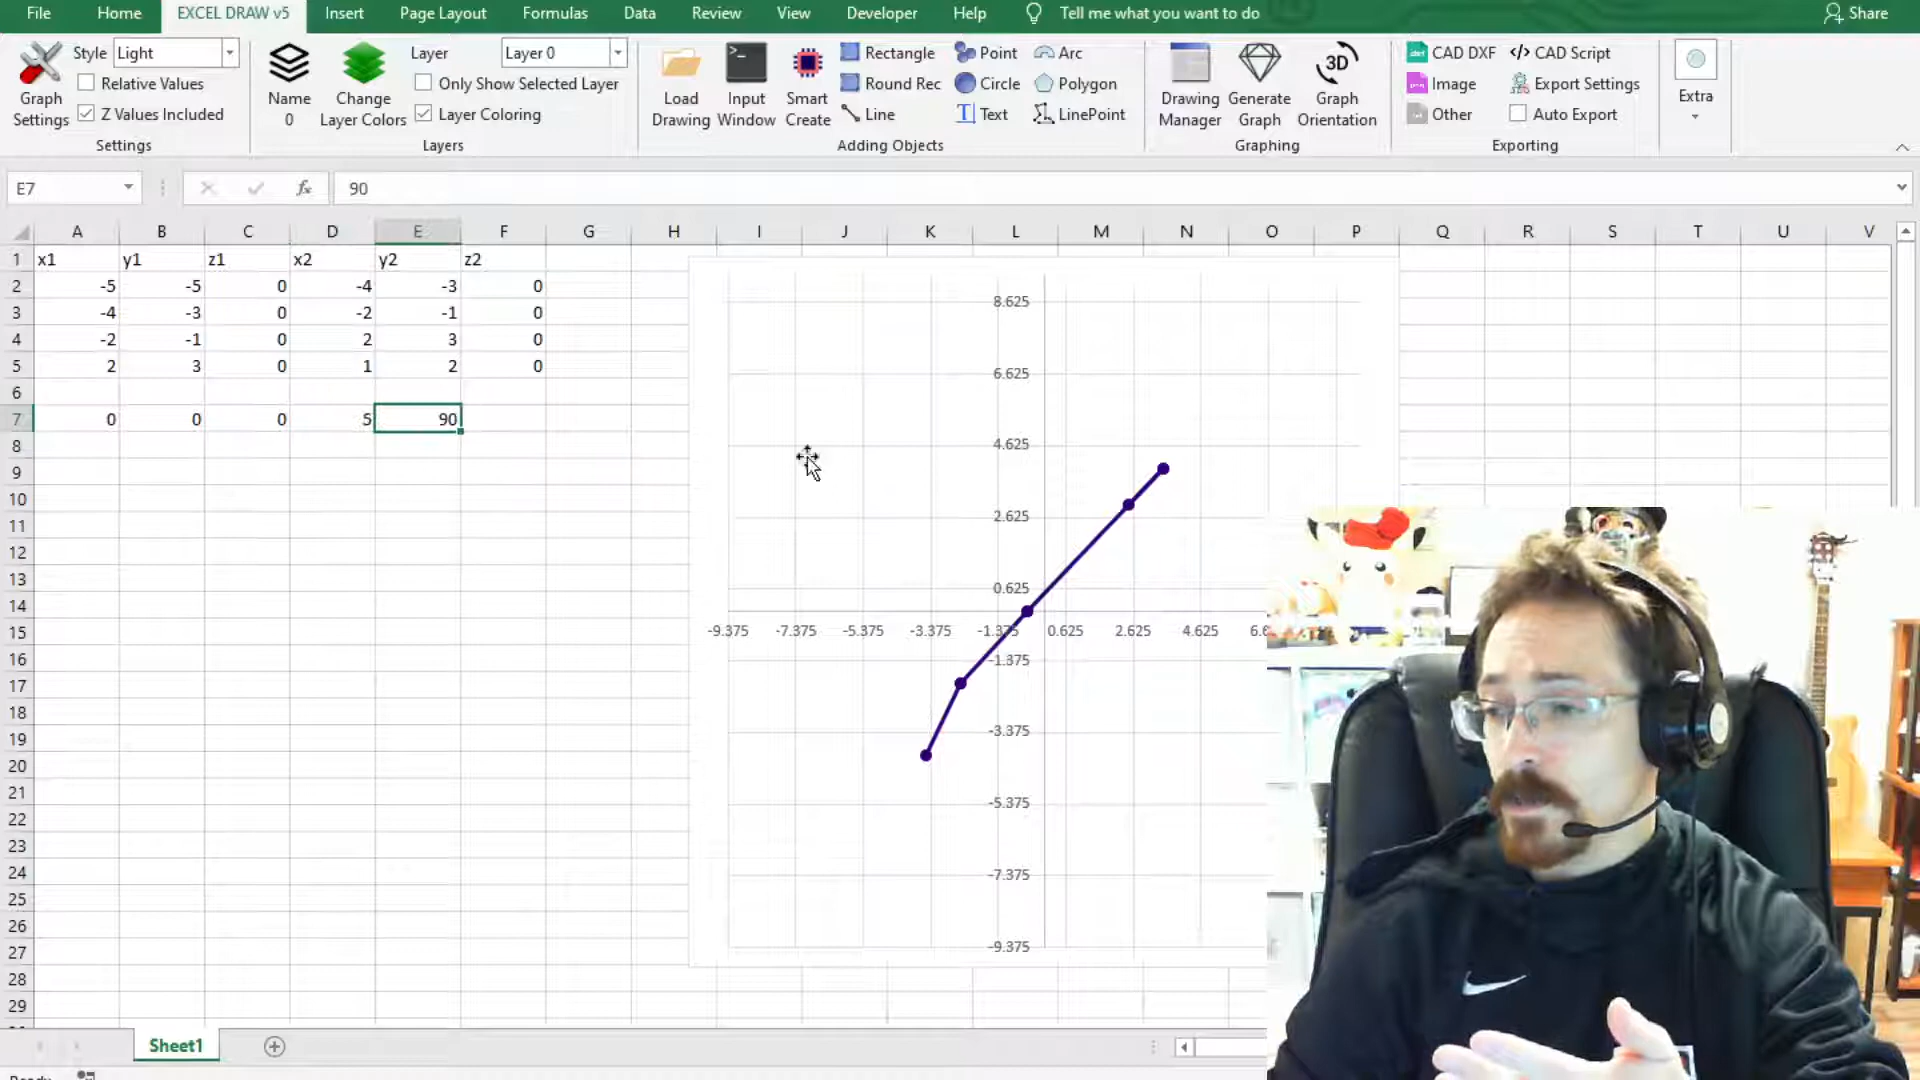 File Home EXCEL DRAW v5 Insert Page Layout Formulas Data Review View Developer Help Tell me what you want to do Share
Graph Settings
Style Light
Relative Values
Z Values Included
Settings
Name 0
Change Layer Colors
Layer Layer 0
Only Show Selected Layer
Layer Coloring
Layers
Load Drawing
Input Window
Smart Create
Rectangle Point Arc
Round Rec Circle Polygon
Line Text LinePoint
Adding Objects
Drawing Manager
Generate Graph
3D
Graph Orientation
Graphing
CAD DXF CAD Script
Image Export Settings
Other Auto Export
Exporting
Extra
E7 fx 90
A B C D E F G H I J K L M N O P Q R S T U V
1 x1 y1 z1 x2 y2 z2
2 -5 -5 0 -4 -3 0
3 -4 -3 0 -2 -1 0
4 -2 -1 0 2 3 0
5 2 3 0 1 2 0
6
7 0 0 0 5 90
8
9
10
11
12
13
14
15
16
17
18
19
20
21
22
23
24
25
26
27
28
29
8.625
6.625
4.625
2.625
0.625
-9.375 -7.375 -5.375 -3.375 -1.375 0.625 2.625 4.625
-1.375
-3.375
-5.375
-7.375
-9.375
Sheet1